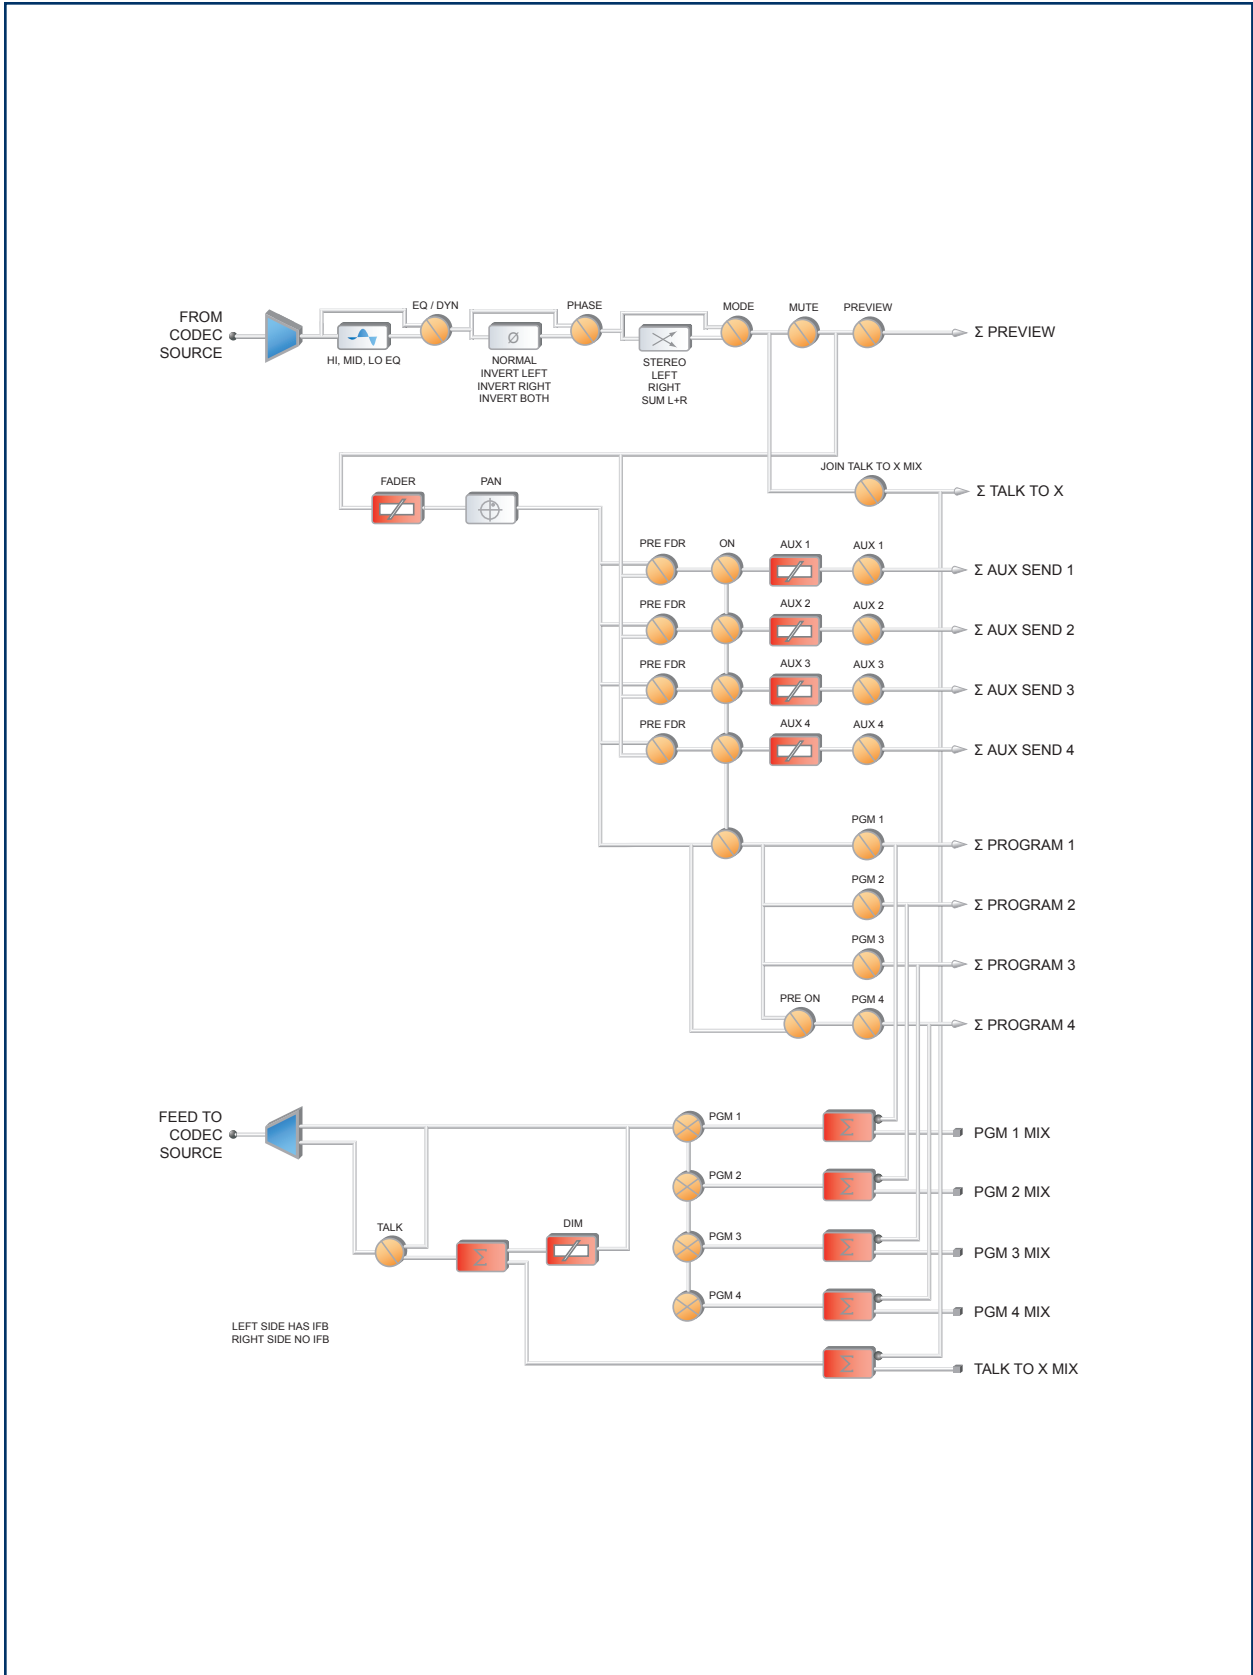 EQ / DYN
PHASE
MODE
MUTE
PREVIEW
FROM
CODEC
SOURCE
Σ PREVIEW
HI, MID, LO EQ
Ø
NORMAL
INVERT LEFT
INVERT RIGHT
INVERT BOTH
STEREO
LEFT
RIGHT
SUM L+R
JOIN TALK TO X MIX
FADER
PAN
Σ TALK TO X
PRE FDR
ON
AUX 1
AUX 1
Σ AUX SEND 1
PRE FDR
AUX 2
AUX 2
Σ AUX SEND 2
PRE FDR
AUX 3
AUX 3
Σ AUX SEND 3
PRE FDR
AUX 4
AUX 4
Σ AUX SEND 4
PGM 1
Σ PROGRAM 1
PGM 2
Σ PROGRAM 2
PGM 3
Σ PROGRAM 3
PRE ON
PGM 4
Σ PROGRAM 4
FEED TO
CODEC
SOURCE
PGM 1
Σ
PGM 1 MIX
PGM 2
Σ
PGM 2 MIX
TALK
Σ
DIM
PGM 3
Σ
PGM 3 MIX
PGM 4
Σ
PGM 4 MIX
LEFT SIDE HAS IFB
RIGHT SIDE NO IFB
Σ
TALK TO X MIX